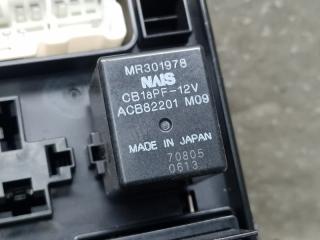 MR301978
NAiS
CB1aPF-12V
ACB82201 M09
MADE IN JAPAN
70805
0613